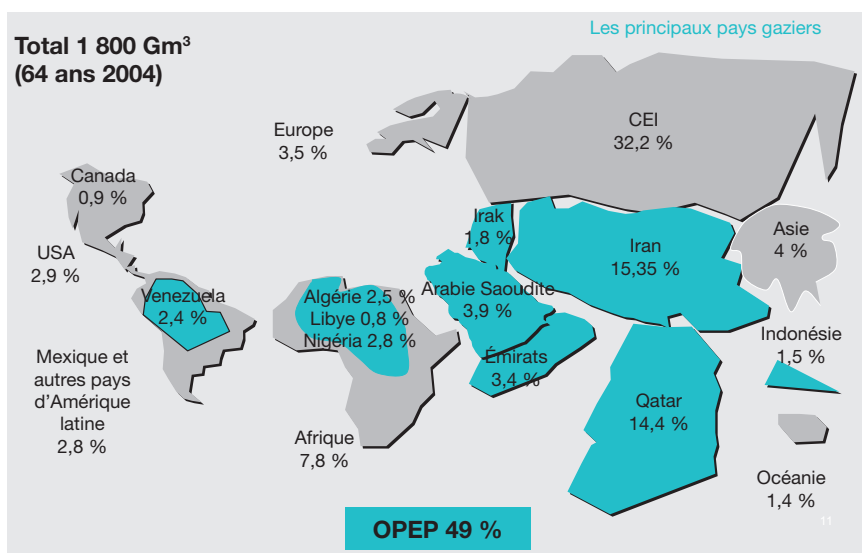 Total 1 800 Gm³
(64 ans 2004)
Les principaux pays gaziers
Europe
3,5 %
CEI
32,2 %
Canada
0,9 %
USA
2,9 %
Venezuela
2,4 %
Mexique et
autres pays
d'Amérique
latine
2,8 %
Algérie 2,5 %
Libye 0,8 %
Nigéria 2,8 %
Afrique
7,8 %
Irak
1,8 %
Arabie Saoudite
3,9 %
Émirats
3,4 %
Iran
15,35 %
Asie
4 %
Indonésie
1,5 %
Qatar
14,4 %
Océanie
1,4 %
11
OPEP 49 %